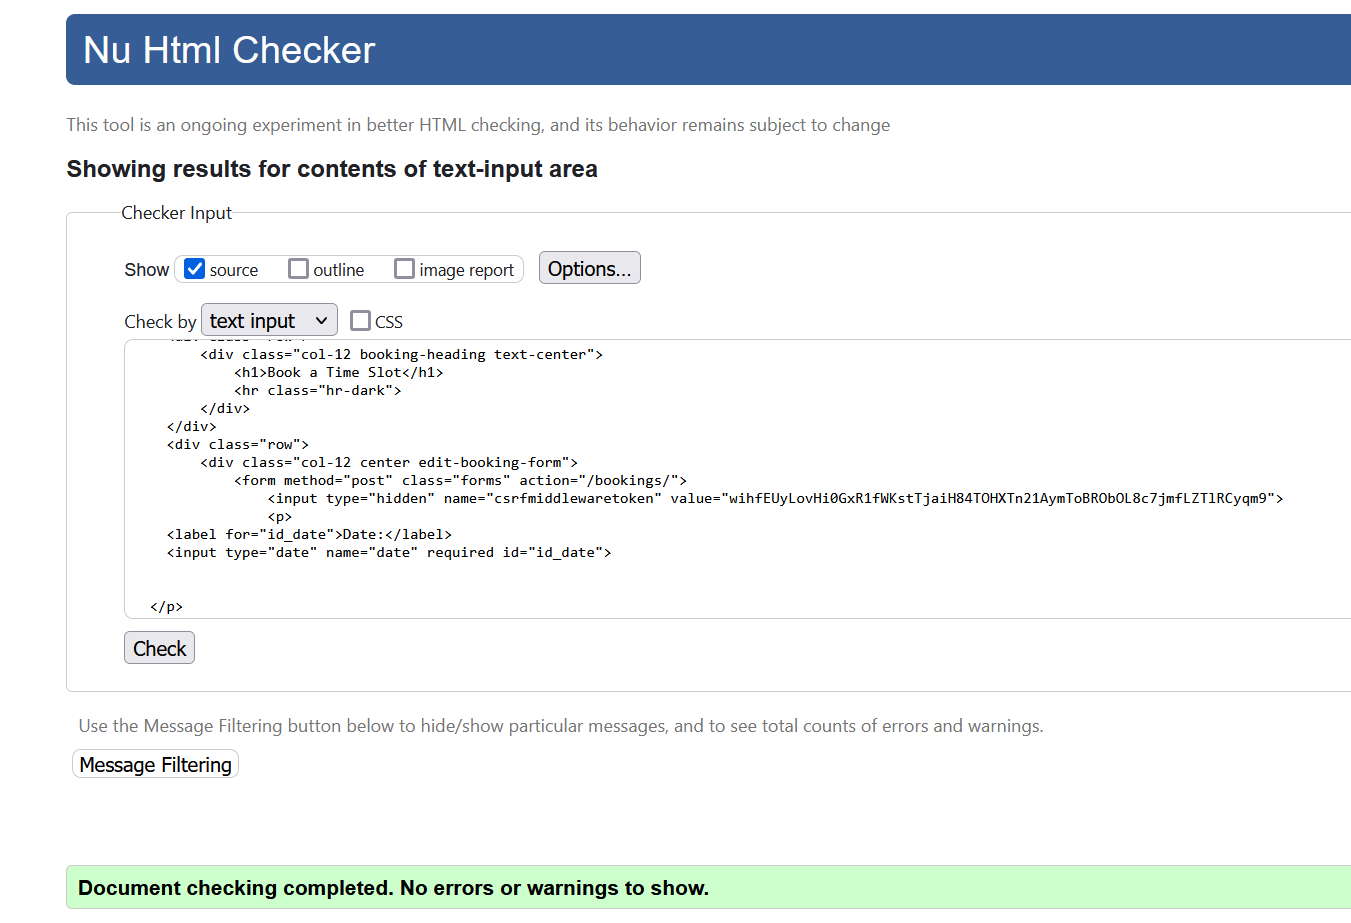 Nu Html Checker
This tool is an ongoing experiment in better HTML checking, and its behavior remains subject to change
Showing results for contents of text-input area
Checker Input
Show source outline image report Options...
Check by text input CSS
<div class="col-12 booking-heading text-center">
<h1>Book a Time Slot</h1>
<hr class="hr-dark">
</div>
</div>
<div class="row">
<div class="col-12 center edit-booking-form">
<form method="post" class="forms" action="/bookings/">
<input type="hidden" name="csrfmiddlewaretoken" value="wihfEUyLovHi0GxR1fWKstTjaiH84TOHXTn21AymToBRObOL8c7jmfLZTlRCyqm9">
<p>
<label for="id_date">Date:</label>
<input type="date" name="date" required id="id_date">
</p>
Check
Use the Message Filtering button below to hide/show particular messages, and to see total counts of errors and warnings.
Message Filtering
Document checking completed. No errors or warnings to show.